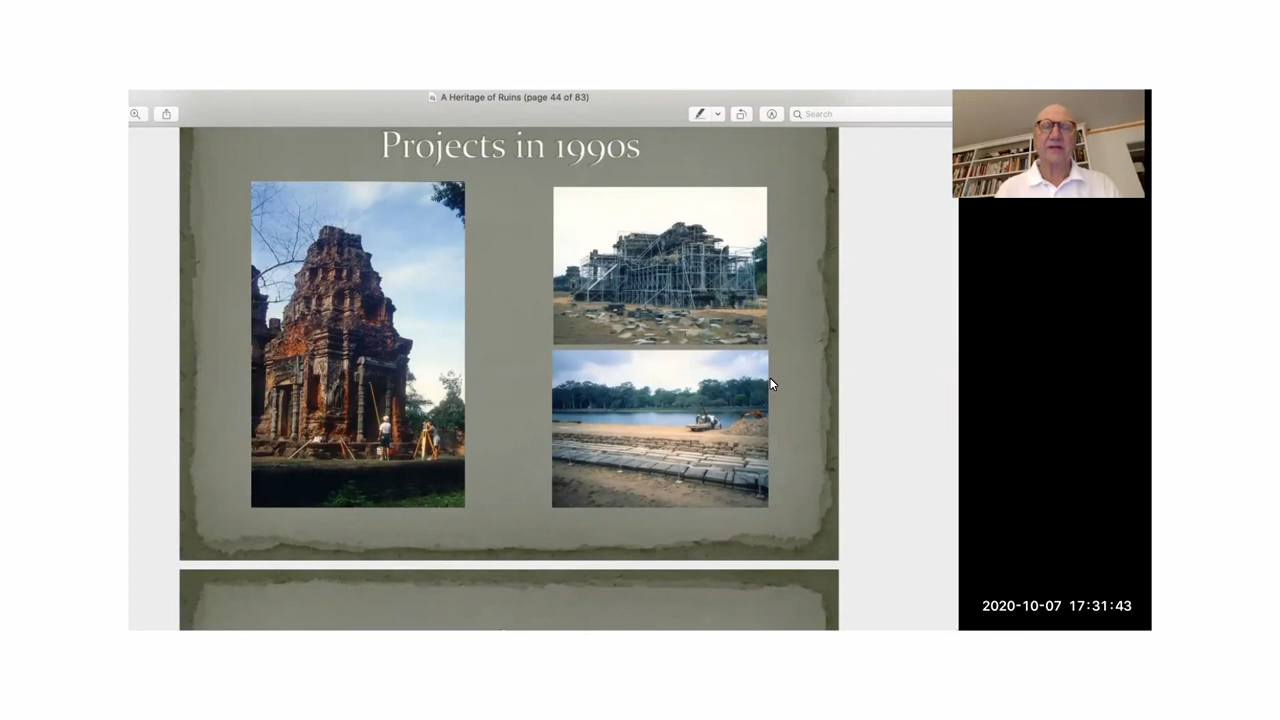 A Heritage of Ruins (page 44 of 83)
Search
Projects in 1990s
2020-10-07 17:31:43